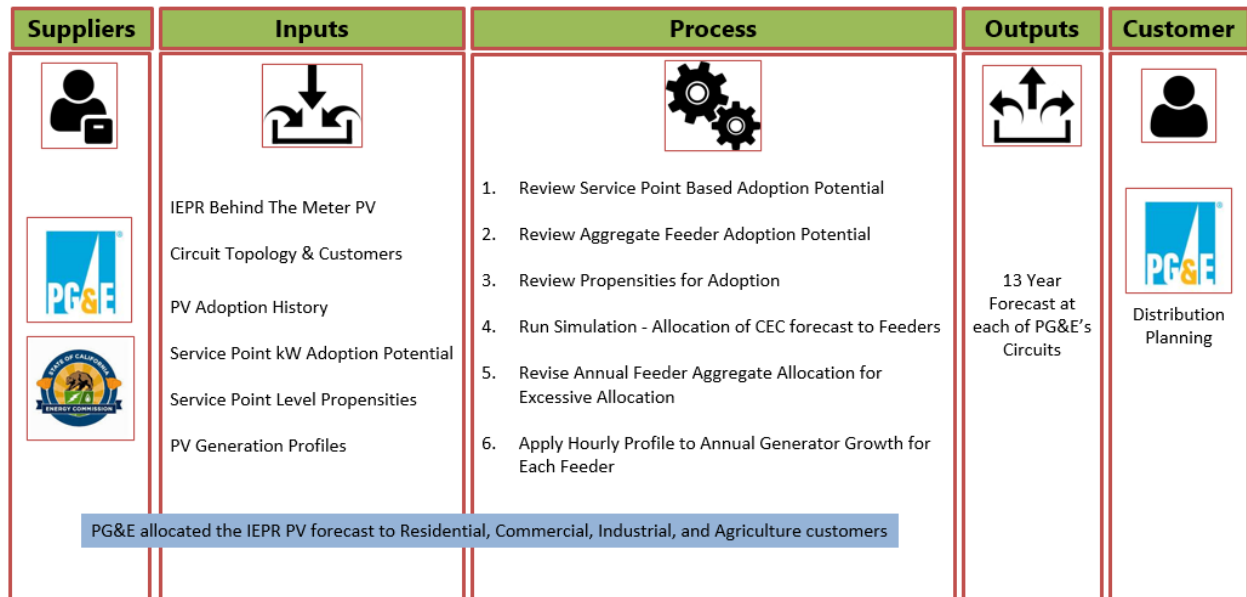 Suppliers
Inputs
Process
Outputs
Customer
PG&E
STATE OF CALIFORNIA
ENERGY COMMISSION
IEPR Behind The Meter PV
Circuit Topology & Customers
PV Adoption History
Service Point kW Adoption Potential
Service Point Level Propensities
PV Generation Profiles
1. Review Service Point Based Adoption Potential
2. Review Aggregate Feeder Adoption Potential
3. Review Propensities for Adoption
4. Run Simulation - Allocation of CEC forecast to Feeders
5. Revise Annual Feeder Aggregate Allocation for
Excessive Allocation
6. Apply Hourly Profile to Annual Generator Growth for
Each Feeder
13 Year
Forecast at
each of PG&E’s
Circuits
PG&E
Distribution
Planning
PG&E allocated the IEPR PV forecast to Residential, Commercial, Industrial, and Agriculture customers